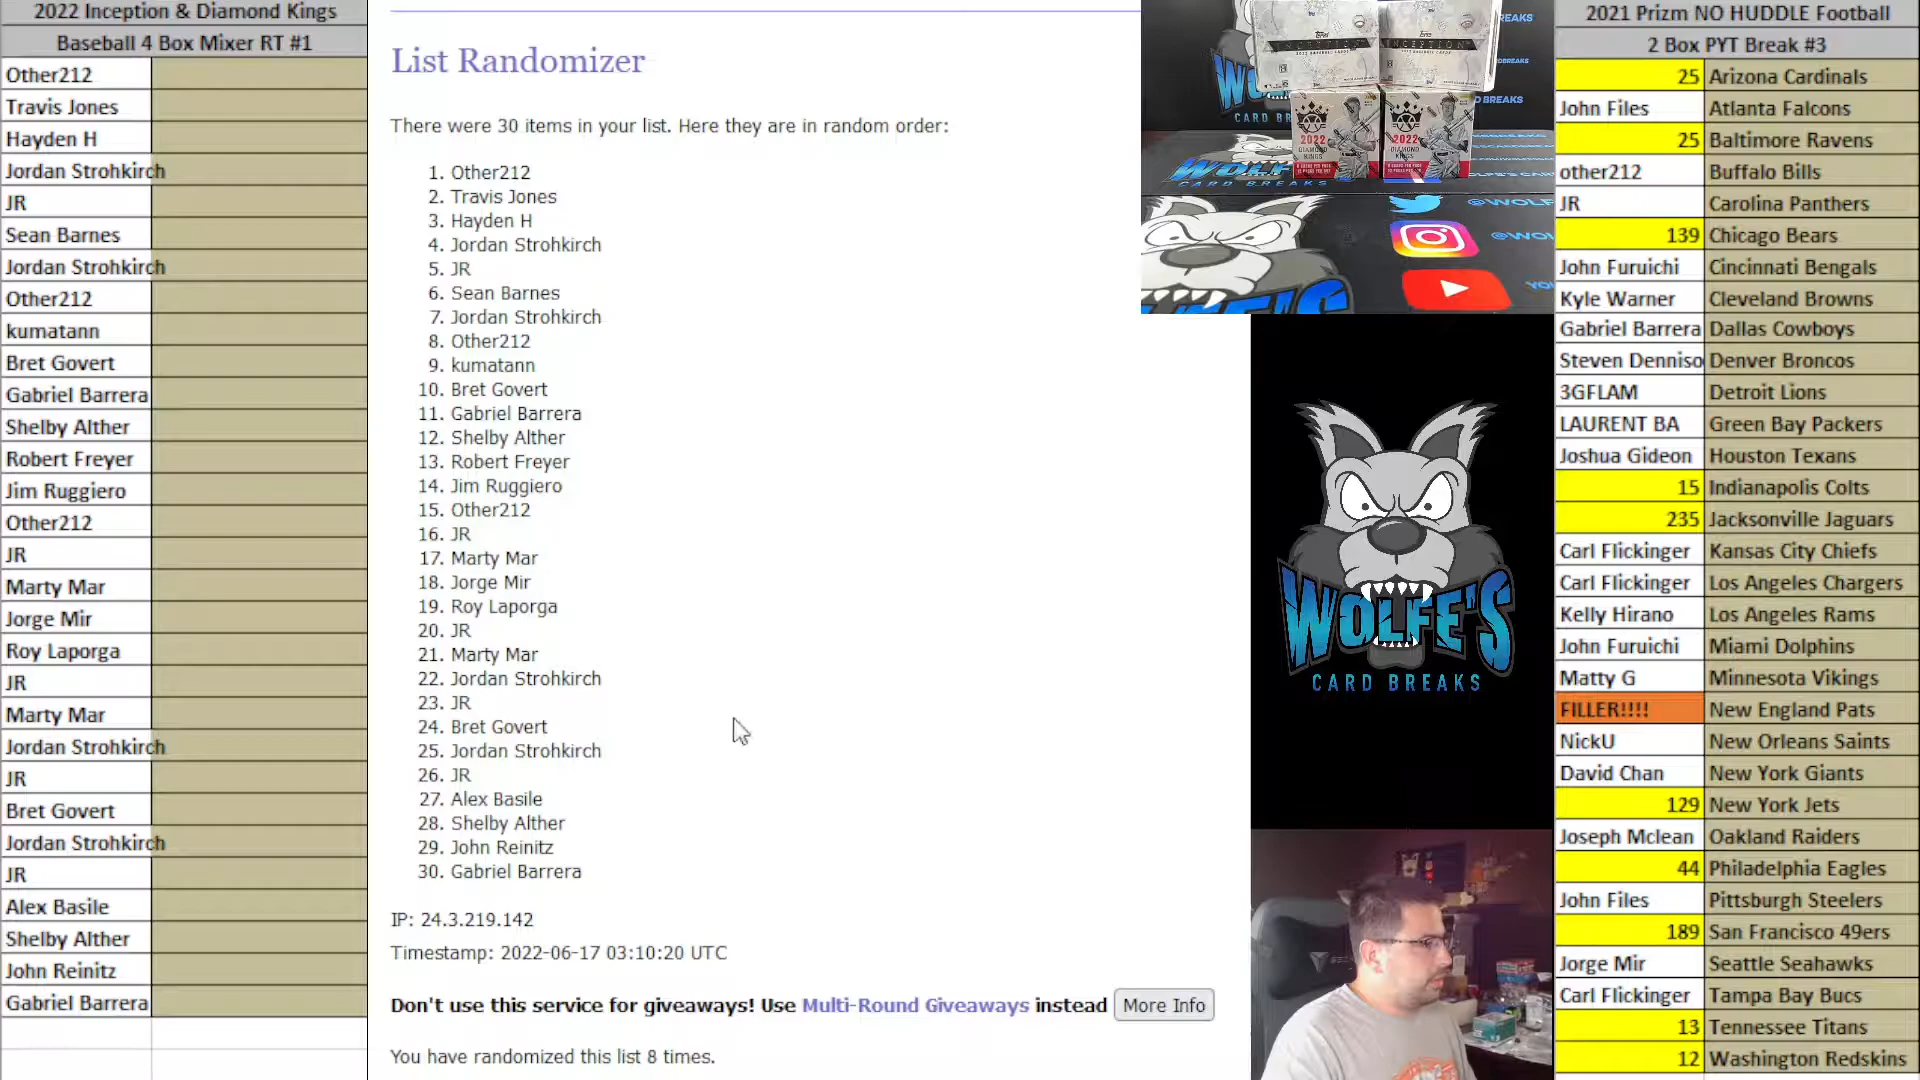 2022 Inception & Diamond Kings
Baseball 4 Box Mixer RT #1
Other212
Travis Jones
Hayden H
Jordan Strohkirch
JR
Sean Barnes
Jordan Strohkirch
Other212
kumatann
Bret Govert
Gabriel Barrera
Shelby Alther
Robert Freyer
Jim Ruggiero
Other212
JR
Marty Mar
Jorge Mir
Roy Laporga
JR
Marty Mar
Jordan Strohkirch
JR
Bret Govert
Jordan Strohkirch
JR
Alex Basile
Shelby Alther
John Reinitz
Gabriel Barrera
List Randomizer
There were 30 items in your list. Here they are in random order:
1. Other212
2. Travis Jones
3. Hayden H
4. Jordan Strohkirch
5. JR
6. Sean Barnes
7. Jordan Strohkirch
8. Other212
9. kumatann
10. Bret Govert
11. Gabriel Barrera
12. Shelby Alther
13. Robert Freyer
14. Jim Ruggiero
15. Other212
16. JR
17. Marty Mar
18. Jorge Mir
19. Roy Laporga
20. JR
21. Marty Mar
22. Jordan Strohkirch
23. JR
24. Bret Govert
25. Jordan Strohkirch
26. JR
27. Alex Basile
28. Shelby Alther
29. John Reinitz
30. Gabriel Barrera
IP: 24.3.219.142
Timestamp: 2022-06-17 03:10:20 UTC
Don't use this service for giveaways! Use Multi-Round Giveaways instead More Info
You have randomized this list 8 times.
INCEPTION INCEPTION
2022 2022
DIAMOND KINGS DIAMOND KINGS
CARD BREAKS
WOLFE'S
CARD BREAKS
2021 Prizm NO HUDDLE Football
2 Box PYT Break #3
25 Arizona Cardinals
John Files Atlanta Falcons
25 Baltimore Ravens
other212 Buffalo Bills
JR Carolina Panthers
139 Chicago Bears
John Furuichi Cincinnati Bengals
Kyle Warner Cleveland Browns
Gabriel Barrera Dallas Cowboys
Steven Denniso Denver Broncos
3GFLAM Detroit Lions
LAURENT BA Green Bay Packers
Joshua Gideon Houston Texans
15 Indianapolis Colts
235 Jacksonville Jaguars
Carl Flickinger Kansas City Chiefs
Carl Flickinger Los Angeles Chargers
Kelly Hirano Los Angeles Rams
John Furuichi Miami Dolphins
Matty G Minnesota Vikings
FILLER!!!! New England Pats
NickU New Orleans Saints
David Chan New York Giants
129 New York Jets
Joseph Mclean Oakland Raiders
44 Philadelphia Eagles
John Files Pittsburgh Steelers
189 San Francisco 49ers
Jorge Mir Seattle Seahawks
Carl Flickinger Tampa Bay Bucs
13 Tennessee Titans
12 Washington Redskins